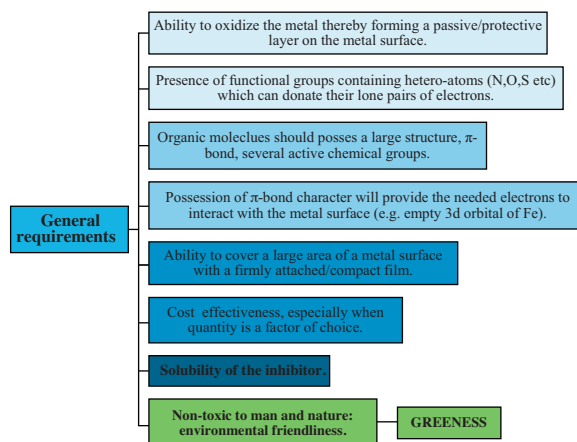 Ability to oxidize the metal thereby forming a passive/protective
layer on the metal surface.
Presence of functional groups containing hetero-atoms (N,O,S etc)
which can donate their lone pairs of electrons.
Organic moleclues should posses a large structure, π-
bond, several active chemical groups.
Possession of π-bond character will provide the needed electrons to
interact with the metal surface (e.g. empty 3d orbital of Fe).
General
requirements
Ability to cover a large area of a metal surface
with a firmly attached/compact film.
Cost effectiveness, especially when
quantity is a factor of choice.
Solubility of the inhibitor.
Non-toxic to man and nature:
environmental friendliness.
GREENESS